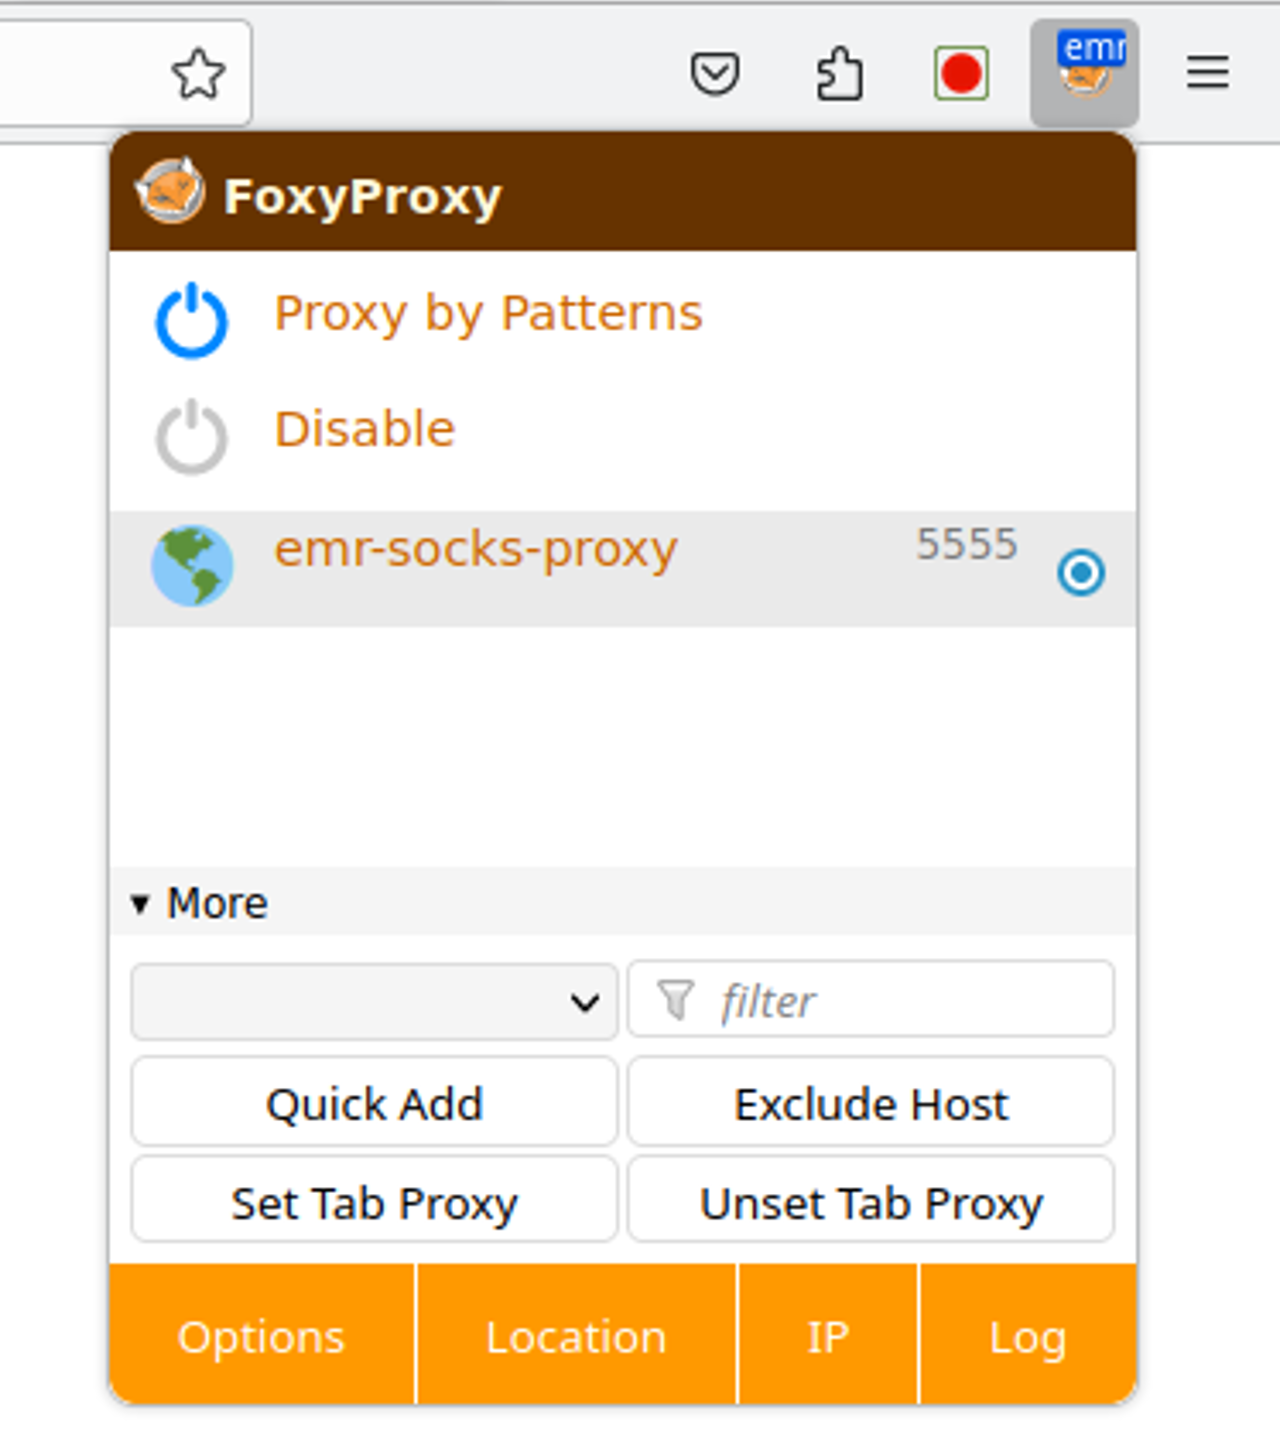 emr
FoxyProxy
Proxy by Patterns
Disable
emr-socks-proxy 5555
More
filter
Quick Add Exclude Host
Set Tab Proxy Unset Tab Proxy
Options Location IP Log